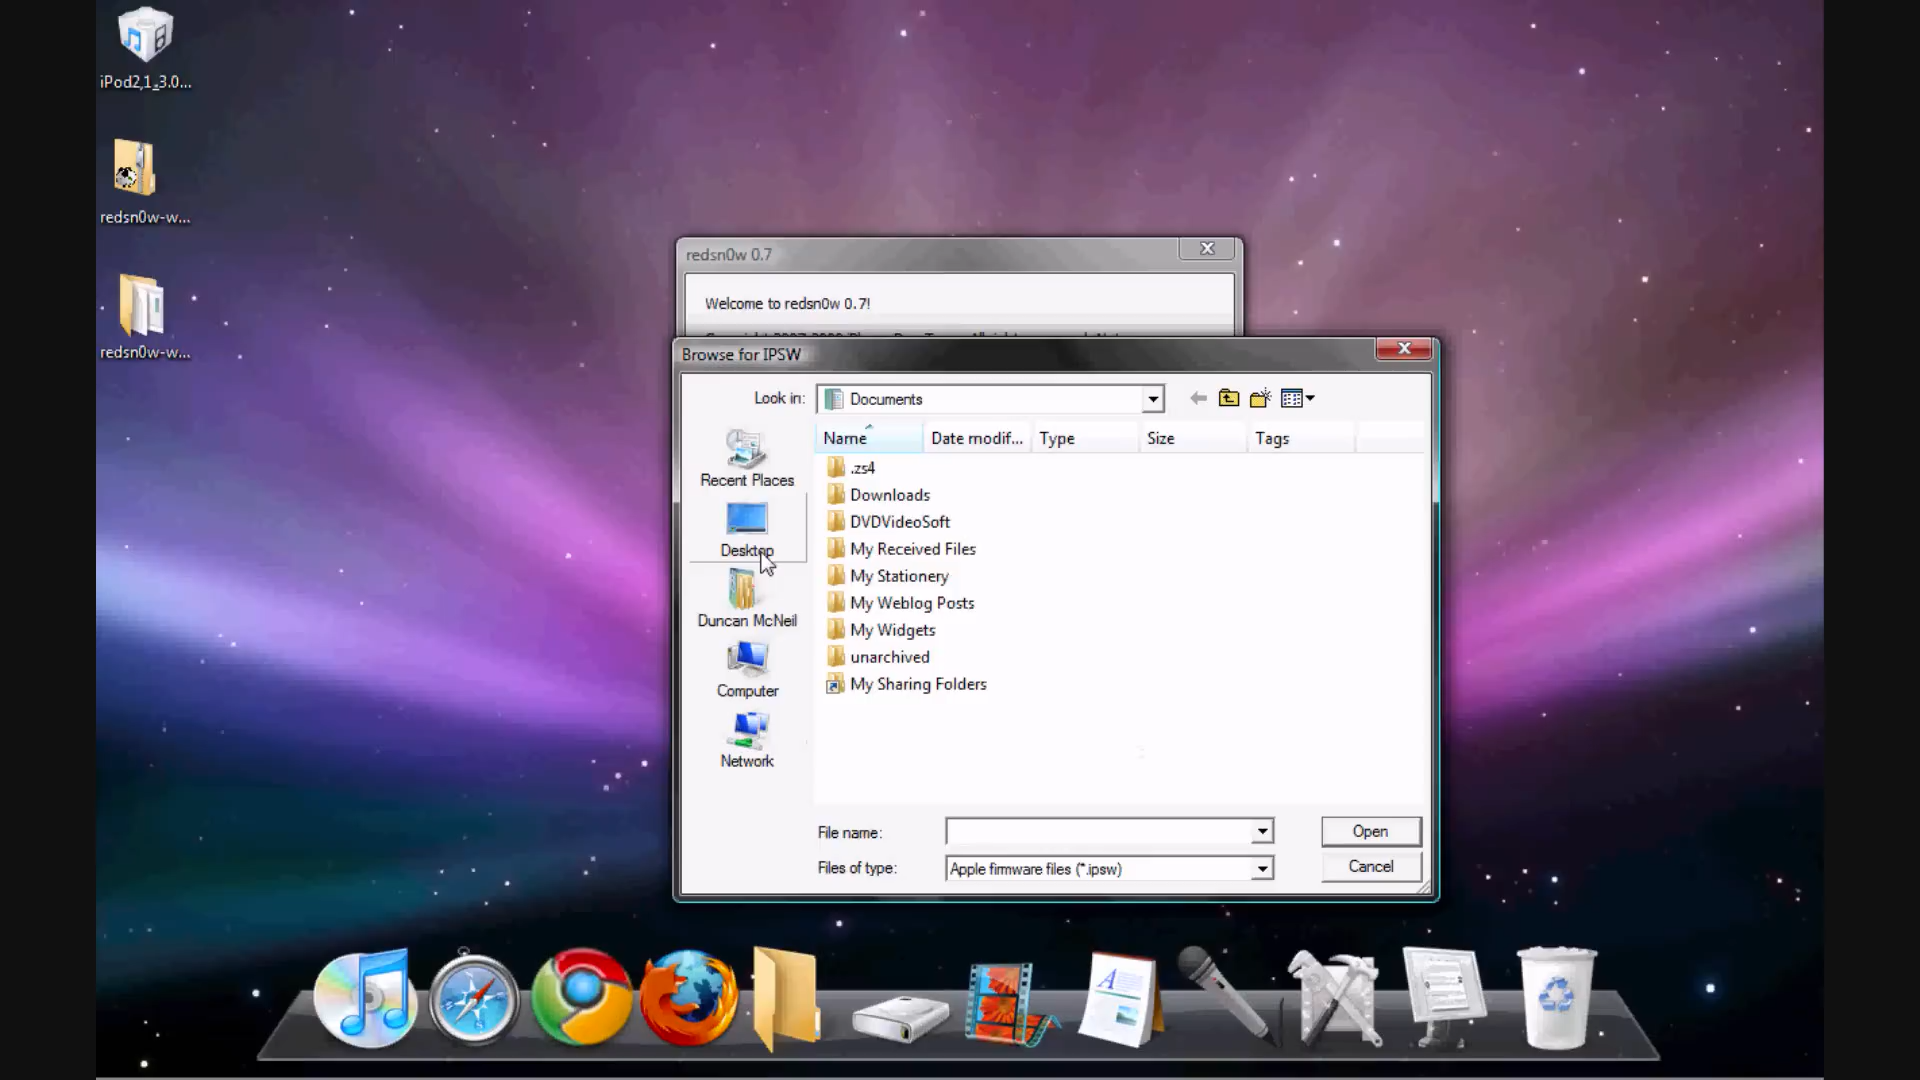 iPod2,1_3.0...
redsn0w-w...
redsn0w-w...
redsn0w 0.7
Welcome to redsn0w 0.7!
Browse for IPSW
Look in:
Documents
Name
Date modif...
Type
Size
Tags
Recent Places
Desktop
Duncan McNeil
Computer
Network
.zs4
Downloads
DVDVideoSoft
My Received Files
My Stationery
My Weblog Posts
My Widgets
unarchived
My Sharing Folders
File name:
Open
Files of type:
Apple firmware files (*.ipsw)
Cancel